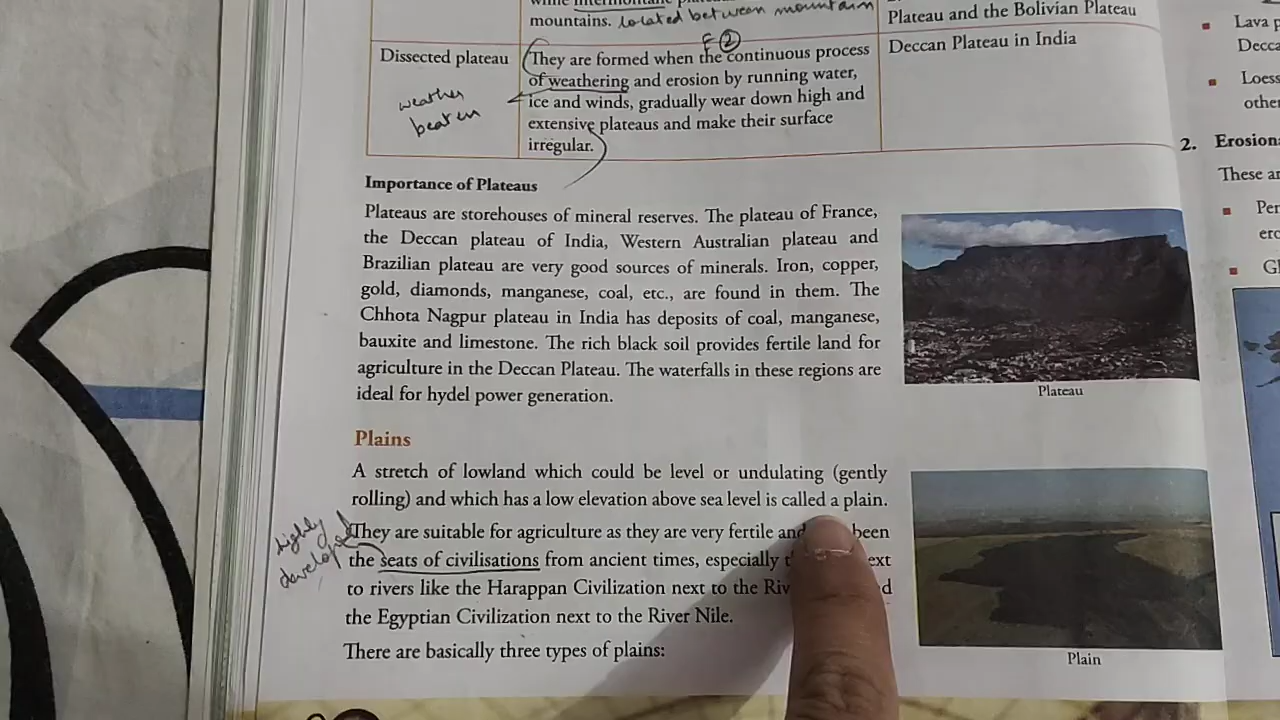 mountains. located between mountain
Plateau and the Bolivian Plateau
Dissected plateau
weather
beaten
F ②
They are formed when the continuous process
of weathering and erosion by running water,
ice and winds, gradually wear down high and
extensive plateaus and make their surface
irregular.
Deccan Plateau in India
Importance of Plateaus
Plateaus are storehouses of mineral reserves. The plateau of France,
the Deccan plateau of India, Western Australian plateau and
Brazilian plateau are very good sources of minerals. Iron, copper,
gold, diamonds, manganese, coal, etc., are found in them. The
Chhota Nagpur plateau in India has deposits of coal, manganese,
bauxite and limestone. The rich black soil provides fertile land for
agriculture in the Deccan Plateau. The waterfalls in these regions are
ideal for hydel power generation.
Plateau
Plains
A stretch of lowland which could be level or undulating (gently
rolling) and which has a low elevation above sea level is called a plain.
highly
developed
They are suitable for agriculture as they are very fertile and been
the seats of civilisations from ancient times, especially
to rivers like the Harappan Civilization next to the
the Egyptian Civilization next to the River Nile.
There are basically three types of plains:
Plain
Lava
Loess
2. Erosion
These